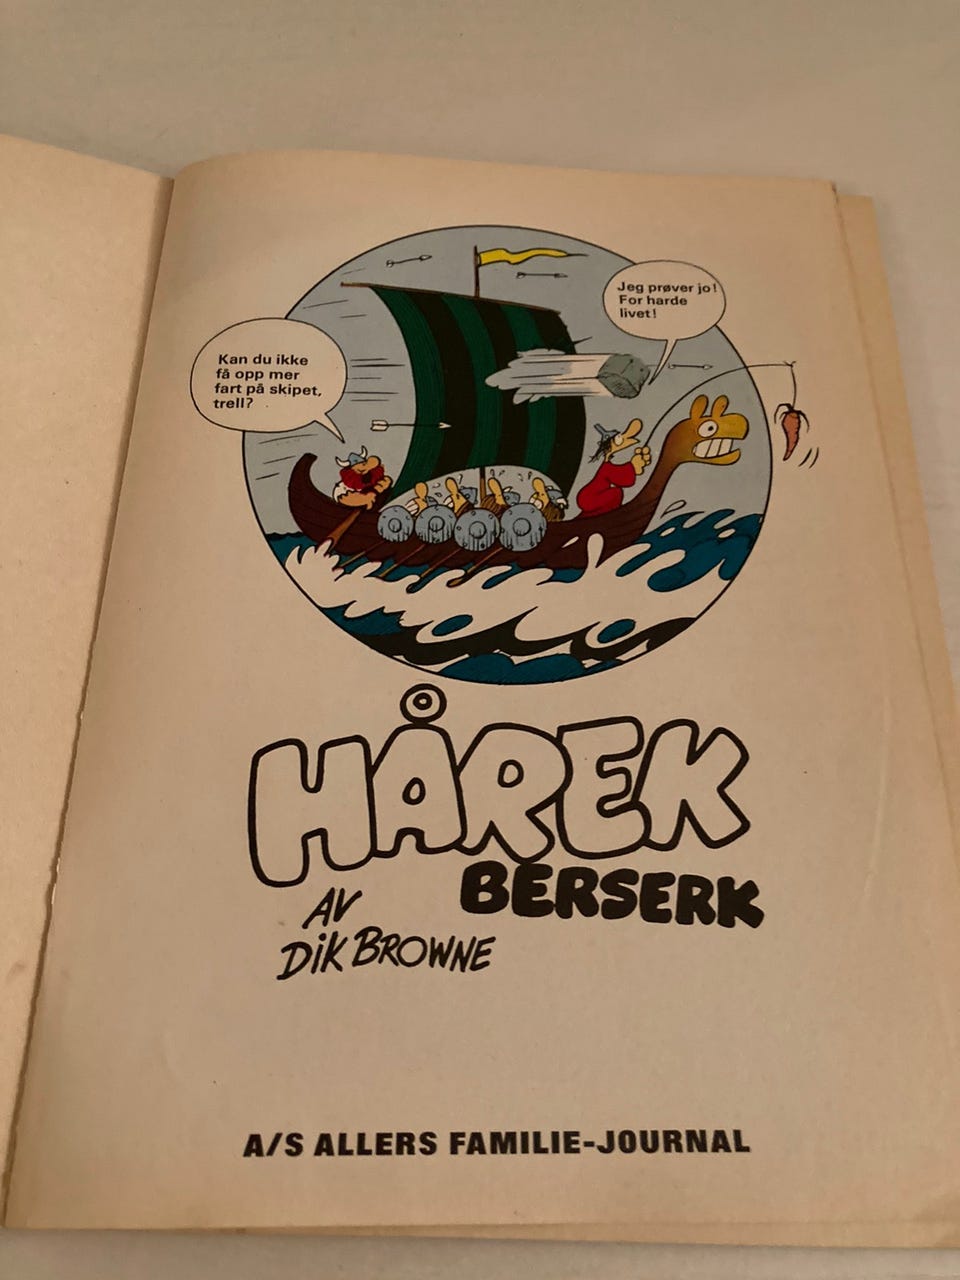 Kan du ikke
få opp mer
fart på skipet,
trell?
Jeg prøver jo!
For harde
livet!
HÅREK
BERSERK
AV
DIK BROWNE
A/S ALLERS FAMILIE-JOURNAL